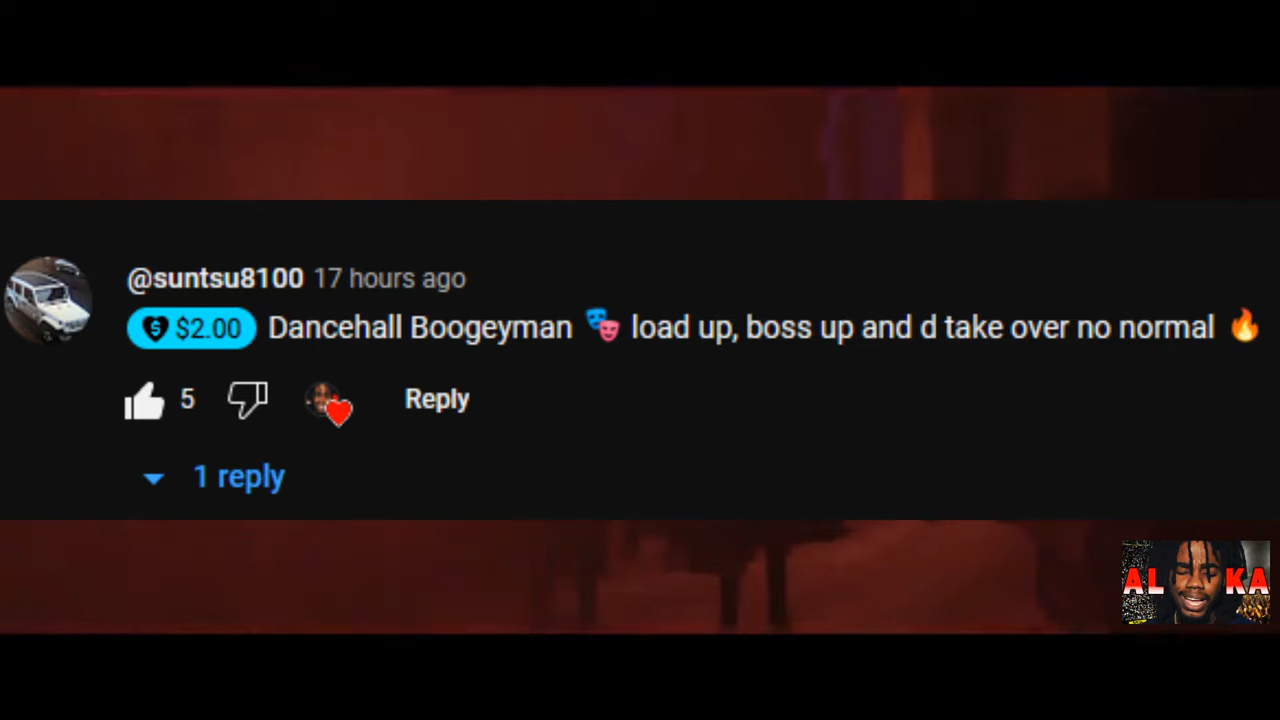 @suntsu8100 17 hours ago
$2.00 Dancehall Boogeyman 🎭 load up, boss up and d take over no normal 🔥
5 Reply
1 reply
AL KA